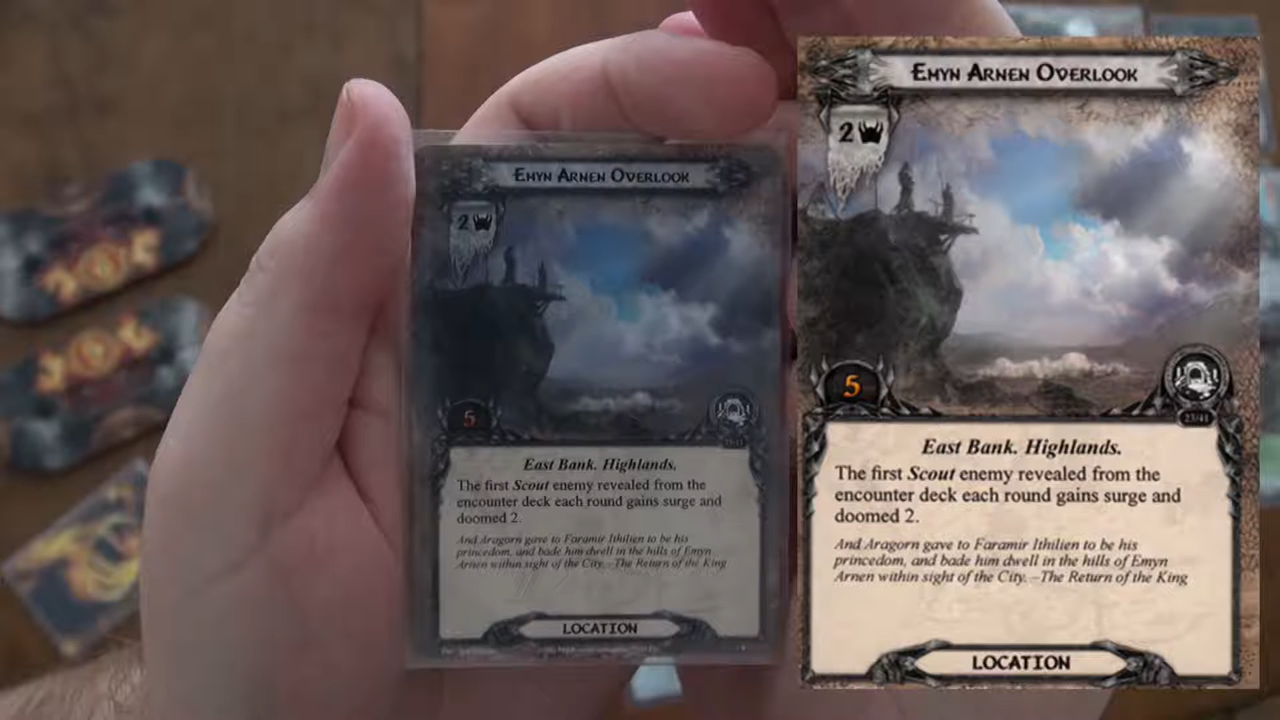 Emyn Arnen Overlook
2
5
East Bank. Highlands.
The first Scout enemy revealed from the
encounter deck each round gains surge and
doomed 2.
And Aragorn gave to Faramir Ithilien to be his
princedom, and bade him dwell in the hills of Emyn
Arnen within sight of the City. –The Return of the King
LOCATION
Emyn Arnen Overlook
2
5
East Bank. Highlands.
The first Scout enemy revealed from the
encounter deck each round gains surge and
doomed 2.
And Aragorn gave to Faramir Ithilien to be his
princedom, and bade him dwell in the hills of Emyn
Arnen within sight of the City. –The Return of the King
LOCATION